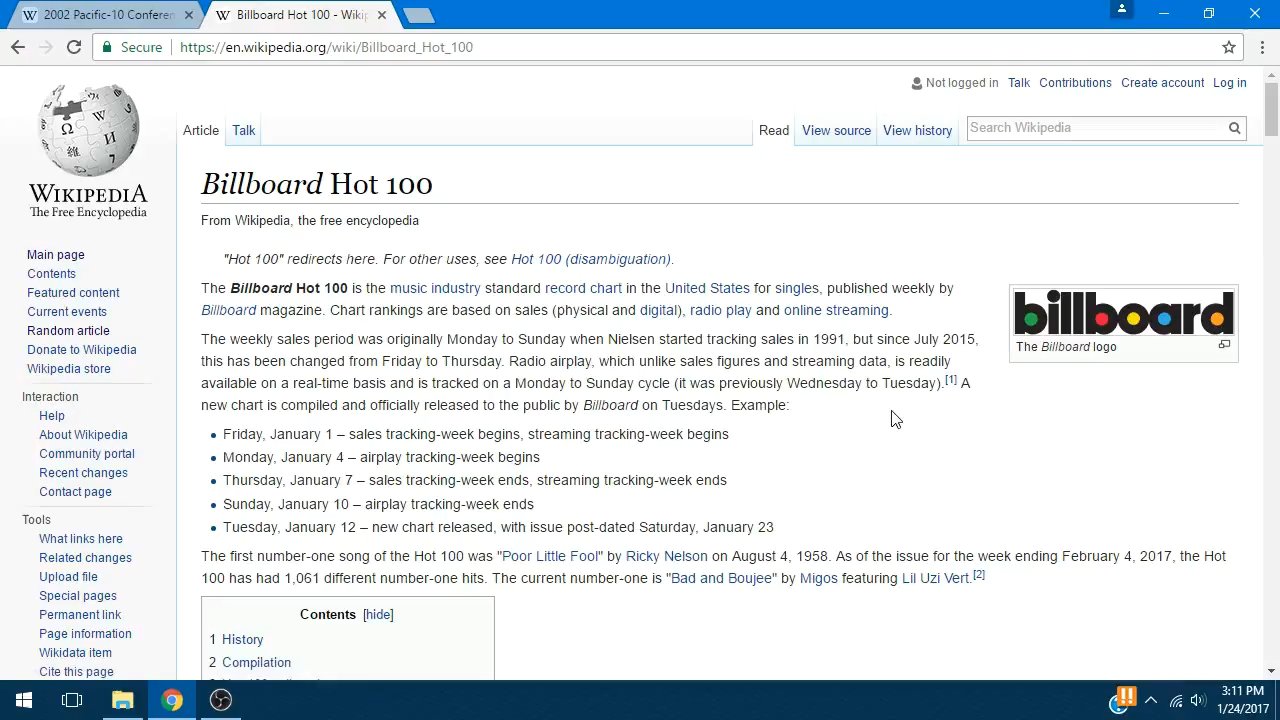 2002 Pacific-10 Conferen
Billboard Hot 100 - Wikip
Secure https://en.wikipedia.org/wiki/Billboard_Hot_100
Not logged in Talk Contributions Create account Log in
Article Talk Read View source View history Search Wikipedia
WIKIPEDIA
The Free Encyclopedia
Main page
Contents
Featured content
Current events
Random article
Donate to Wikipedia
Wikipedia store
Interaction
Help
About Wikipedia
Community portal
Recent changes
Contact page
Tools
What links here
Related changes
Upload file
Special pages
Permanent link
Page information
Wikidata item
Cite this page
Billboard Hot 100
From Wikipedia, the free encyclopedia
"Hot 100" redirects here. For other uses, see Hot 100 (disambiguation).
The Billboard Hot 100 is the music industry standard record chart in the United States for singles, published weekly by
Billboard magazine. Chart rankings are based on sales (physical and digital), radio play and online streaming.
The weekly sales period was originally Monday to Sunday when Nielsen started tracking sales in 1991, but since July 2015,
this has been changed from Friday to Thursday. Radio airplay, which unlike sales figures and streaming data, is readily
available on a real-time basis and is tracked on a Monday to Sunday cycle (it was previously Wednesday to Tuesday).[1] A
new chart is compiled and officially released to the public by Billboard on Tuesdays. Example:
billboard
The Billboard logo
• Friday, January 1 – sales tracking-week begins, streaming tracking-week begins
• Monday, January 4 – airplay tracking-week begins
• Thursday, January 7 – sales tracking-week ends, streaming tracking-week ends
• Sunday, January 10 – airplay tracking-week ends
• Tuesday, January 12 – new chart released, with issue post-dated Saturday, January 23
The first number-one song of the Hot 100 was "Poor Little Fool" by Ricky Nelson on August 4, 1958. As of the issue for the week ending February 4, 2017, the Hot
100 has had 1,061 different number-one hits. The current number-one is "Bad and Boujee" by Migos featuring Lil Uzi Vert.[2]
Contents [hide]
1 History
2 Compilation
3:11 PM
1/24/2017